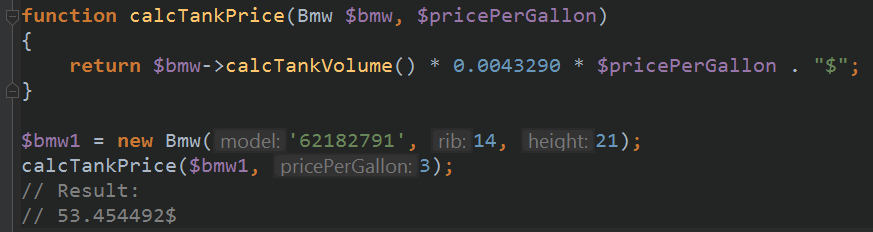 function calcTankPrice(Bmw $bmw, $pricePerGallon)
{
return $bmw->calcTankVolume() * 0.0043290 * $pricePerGallon . "$";
}
$bmw1 = new Bmw( model: '62182791', rib: 14, height: 21);
calcTankPrice($bmw1, pricePerGallon: 3);
// Result:
// 53.454492$